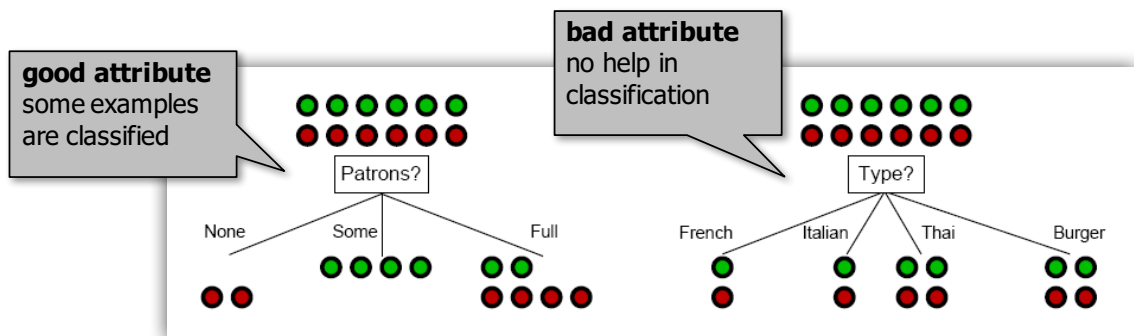 good attribute
some examples
are classified
bad attribute
no help in
classification
Patrons?
None
Some
Full
Type?
French
Italian
Thai
Burger